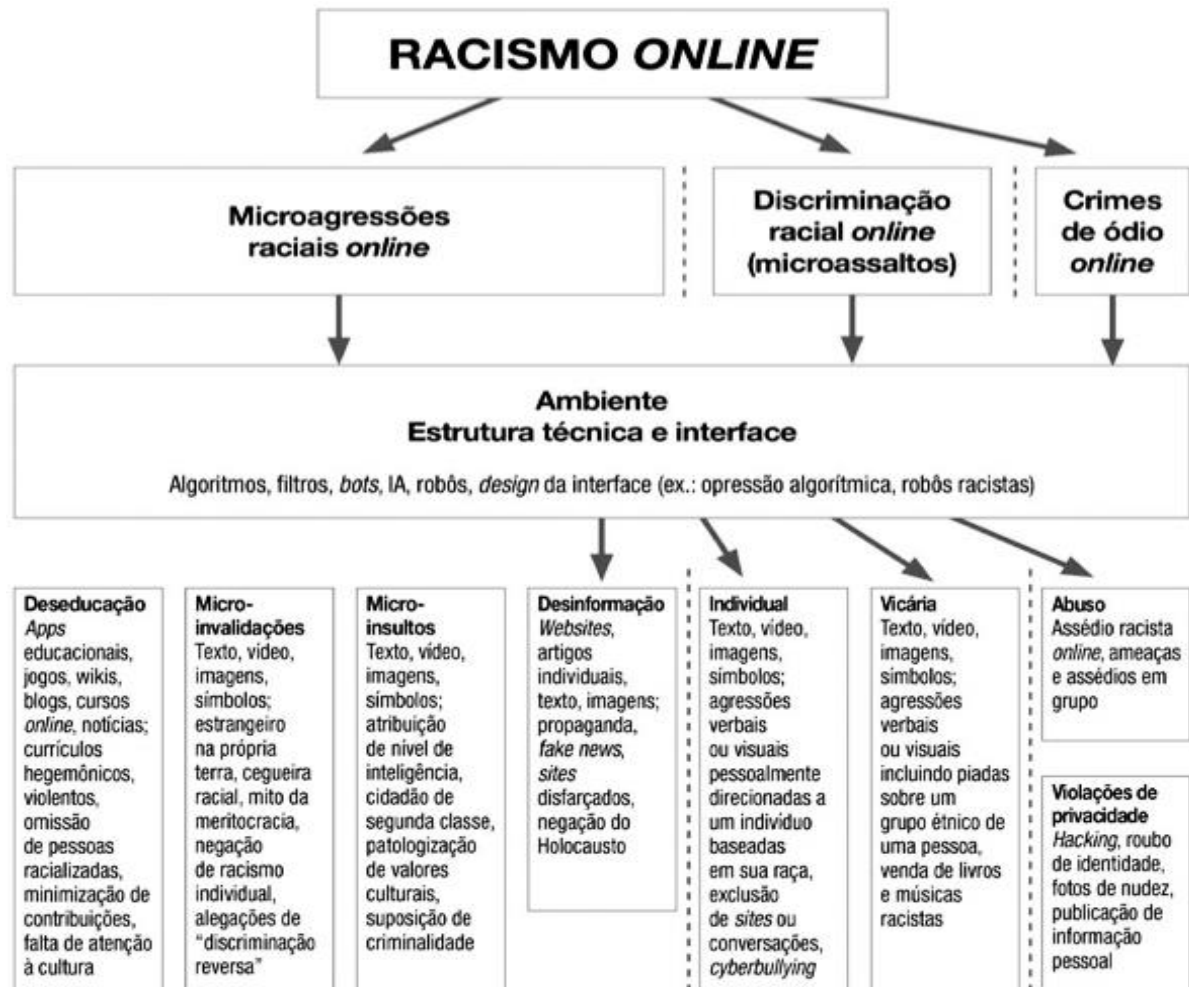 RACISMO ONLINE
Microagressões
raciais online
Discriminação
racial online
(microassaltos)
Crimes
de ódio
online
Ambiente
Estrutura técnica e interface
Algoritmos, filtros, bots, IA, robôs, design da interface (ex.: opressão algorítmica, robôs racistas)
Deseducação
Apps
educacionais,
jogos, wikis,
blogs, cursos
online, notícias;
currículos
hegemônicos,
violentos,
omissão
de pessoas
racializadas,
minimização de
contribuições,
falta de atenção
à cultura
Micro-
invalidações
Texto, vídeo,
imagens,
símbolos;
estrangeiro
na própria
terra, cegueira
racial, mito da
meritocracia,
negação
de racismo
individual,
alegações de
“discriminação
reversa”
Micro-
insultos
Texto, vídeo,
imagens,
símbolos;
atribuição
de nível de
inteligência,
cidadão de
segunda classe,
patologização
de valores
culturais,
suposição de
criminalidade
Desinformação
Websites,
artigos
individuais,
texto, imagens;
propaganda,
fake news,
sites
disfarçados,
negação do
Holocausto
Individual
Texto, vídeo,
imagens,
símbolos;
agressões
verbais
ou visuais
pessoalmente
direcionadas a
um indivíduo
baseadas
em sua raça,
exclusão
de sites ou
conversações,
cyberbullying
Vicária
Texto, vídeo,
imagens,
símbolos;
agressões
verbais
ou visuais
incluindo piadas
sobre um
grupo étnico de
uma pessoa,
venda de livros
e músicas
racistas
Abuso
Assédio racista
online, ameaças
e assédios em
grupo
Violações de
privacidade
Hacking, roubo
de identidade,
fotos de nudez,
publicação de
informação
pessoal